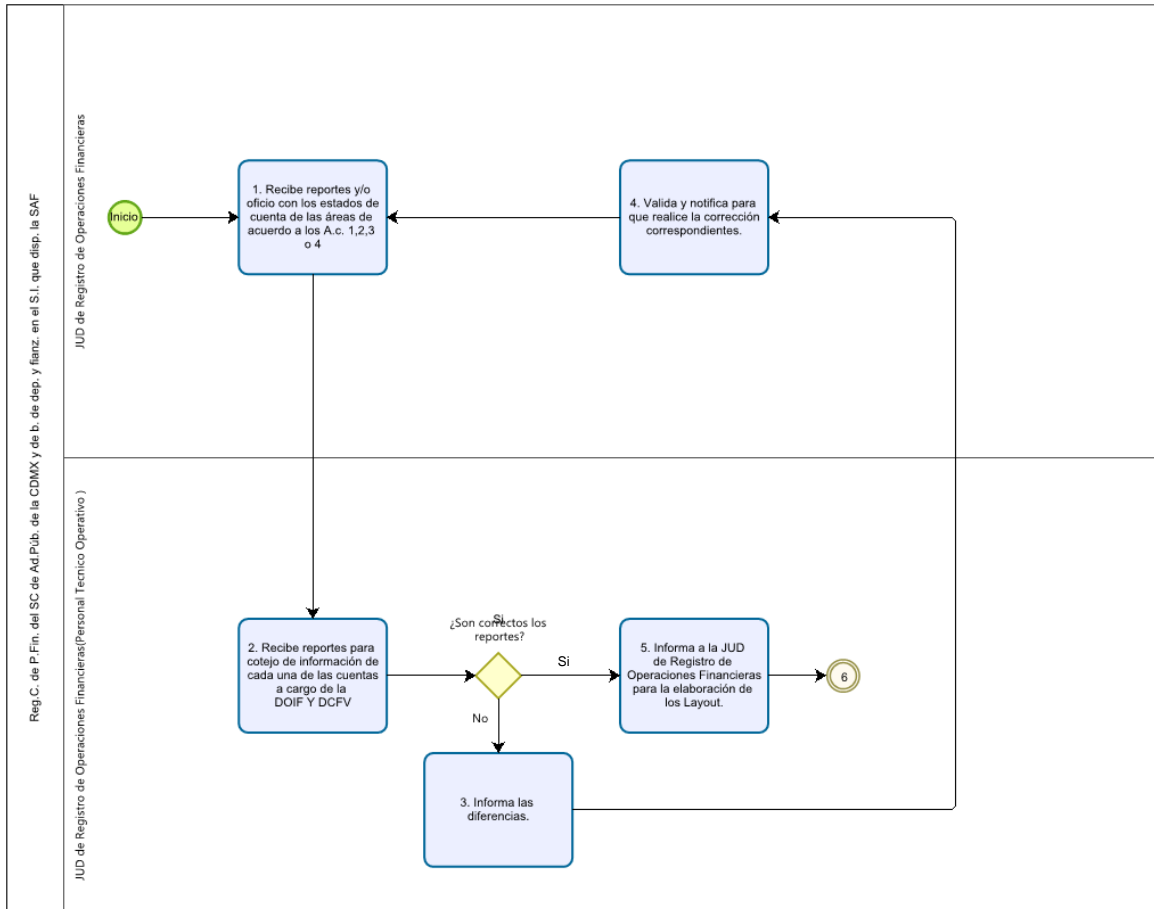 Reg.C. de P.Fin. del SC de Ad.Púb. de la CDMX y de b. de dep. y fianz. en el S.I. que disp. la SAF
JUD de Registro de Operaciones Financieras
Inicio
1. Recibe reportes y/o
oficio con los estados de
cuenta de las áreas de
acuerdo a los A.c. 1,2,3
o 4
4. Valida y notifica para
que realice la corrección
correspondientes.
JUD de Registro de Operaciones Financieras(Personal Tecnico Operativo )
2. Recibe reportes para
cotejo de información de
cada una de las cuentas
a cargo de la
DOIF Y DCFV
Si
¿Son correctos los
reportes?
Si
No
5. Informa a la JUD
de Registro de
Operaciones Financieras
para la elaboración de
los Layout.
6
3. Informa las
diferencias.